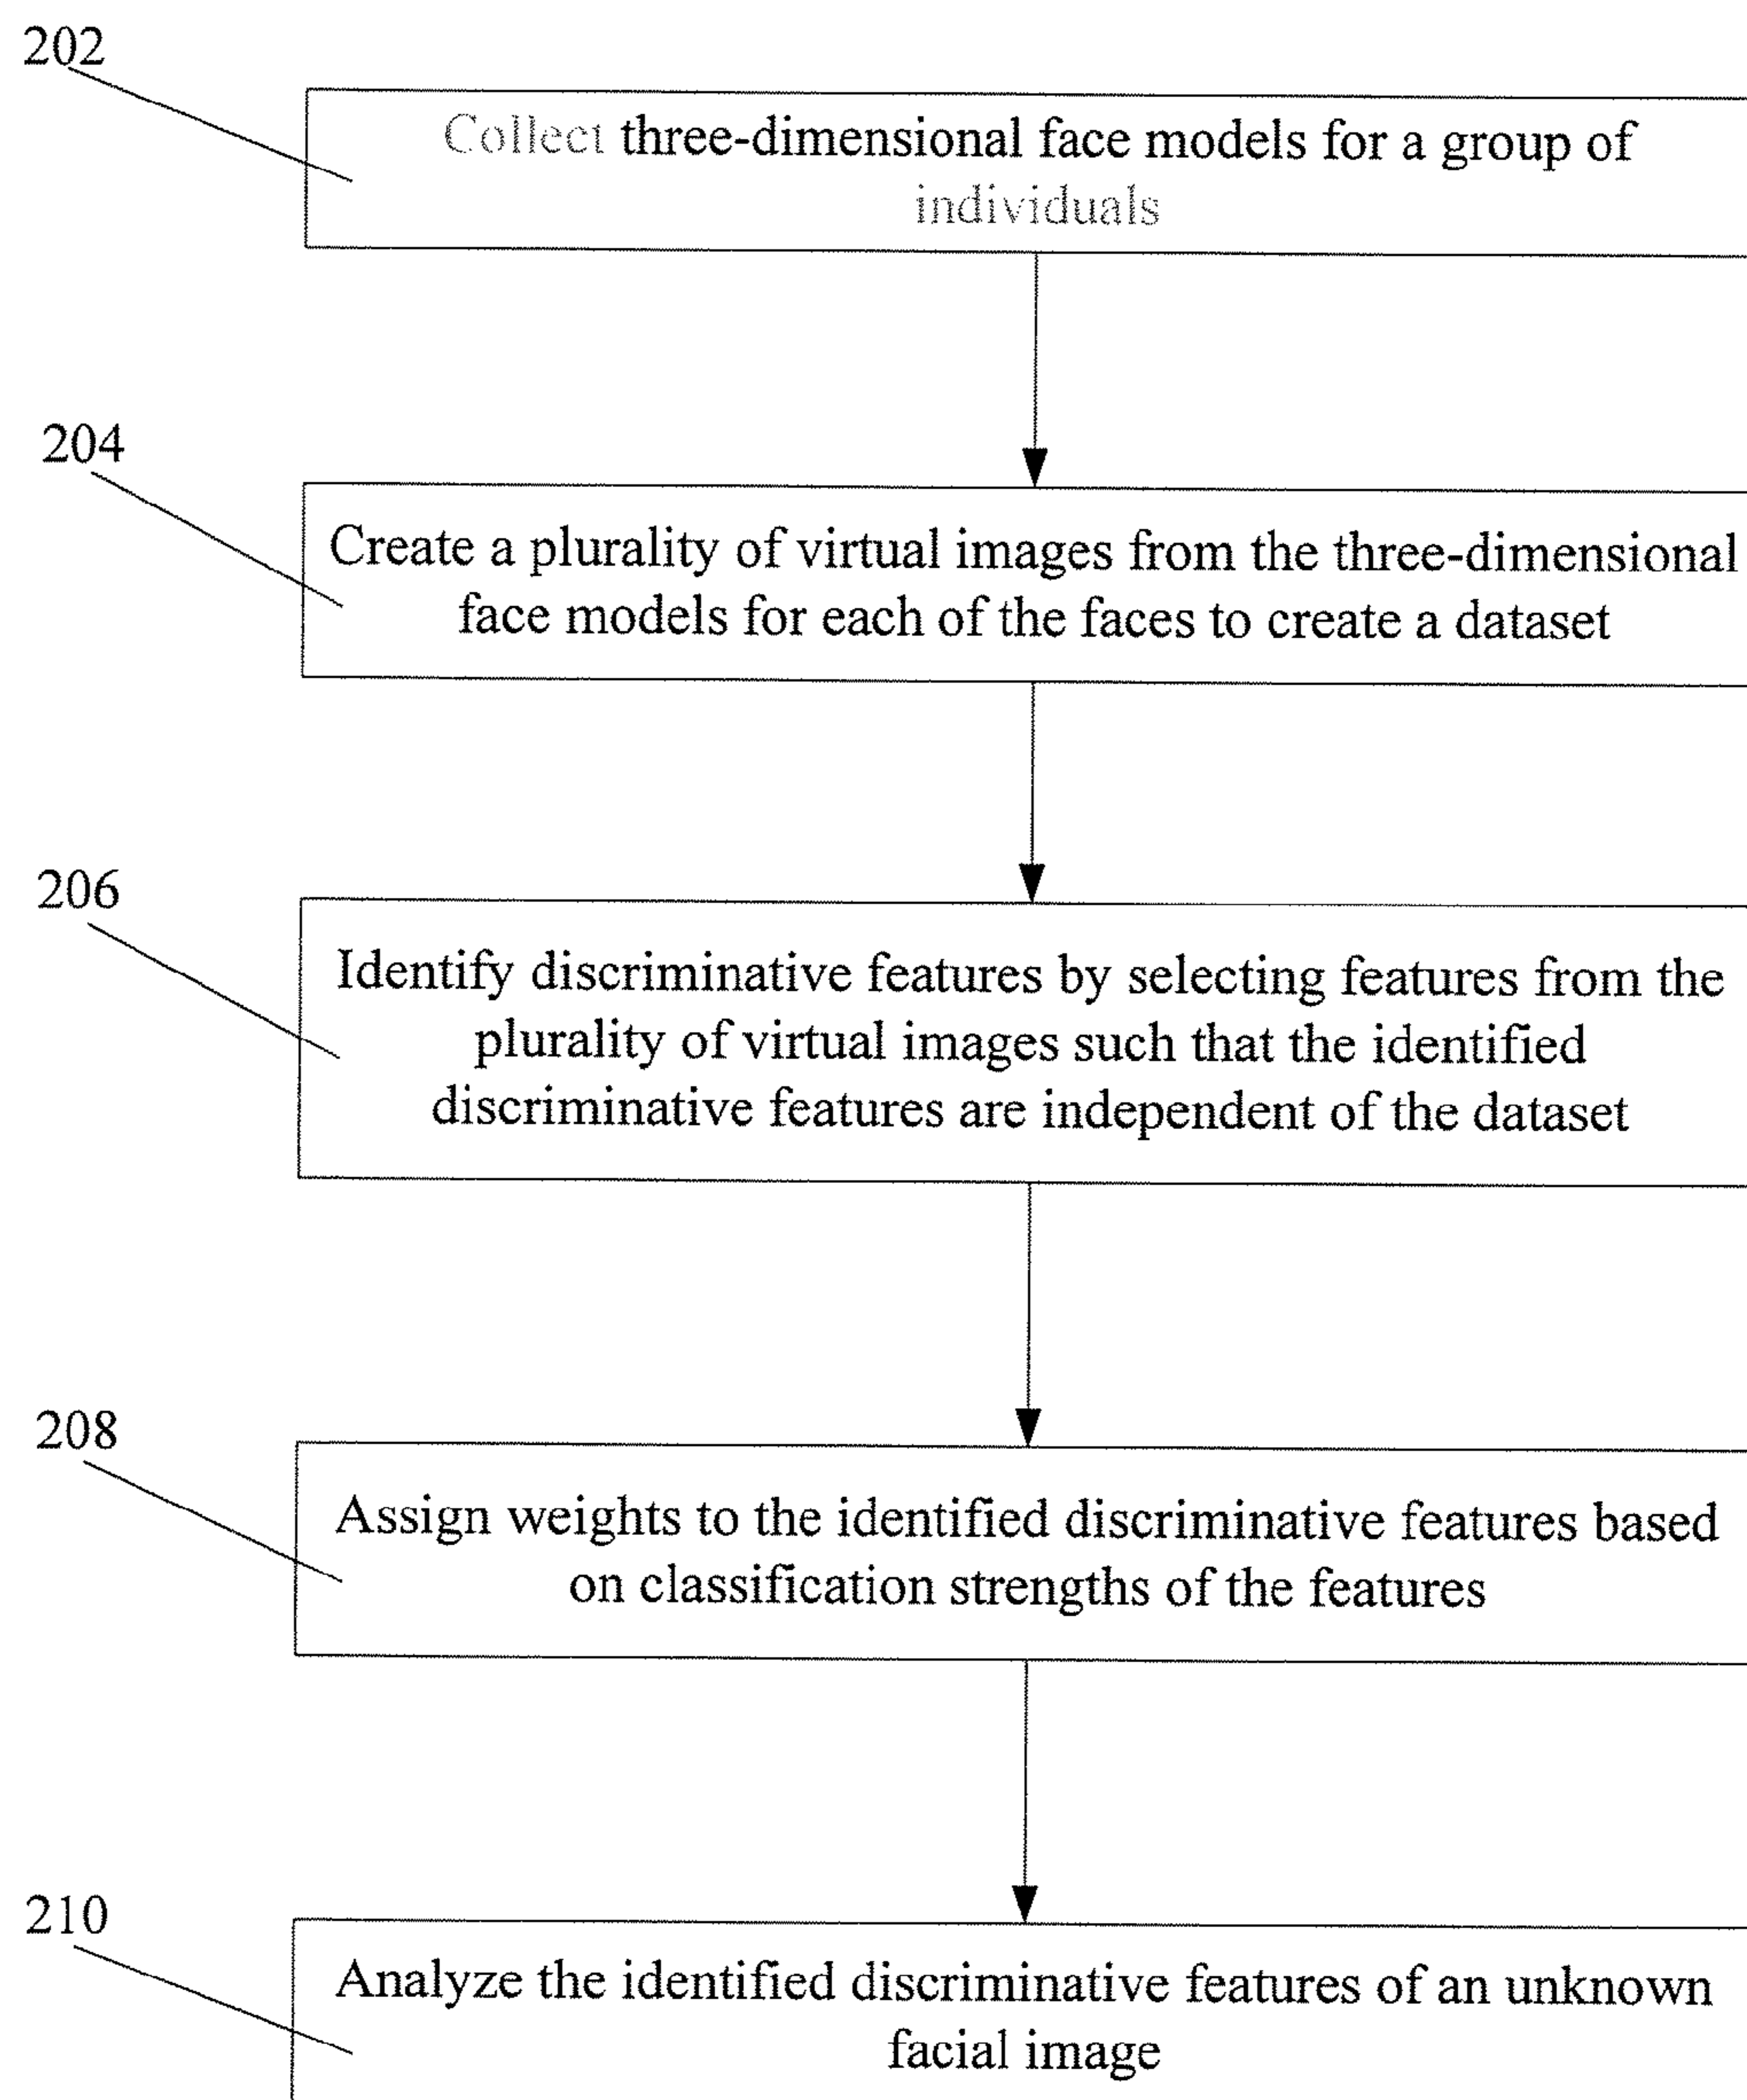 202
Collect three-dimensional face models for a group of
individuals
204
Create a plurality of virtual images from the three-dimensional
face models for each of the faces to create a dataset
206
Identify discriminative features by selecting features from the
plurality of virtual images such that the identified
discriminative features are independent of the dataset
208
Assign weights to the identified discriminative features based
on classification strengths of the features
210
Analyze the identified discriminative features of an unknown
facial image